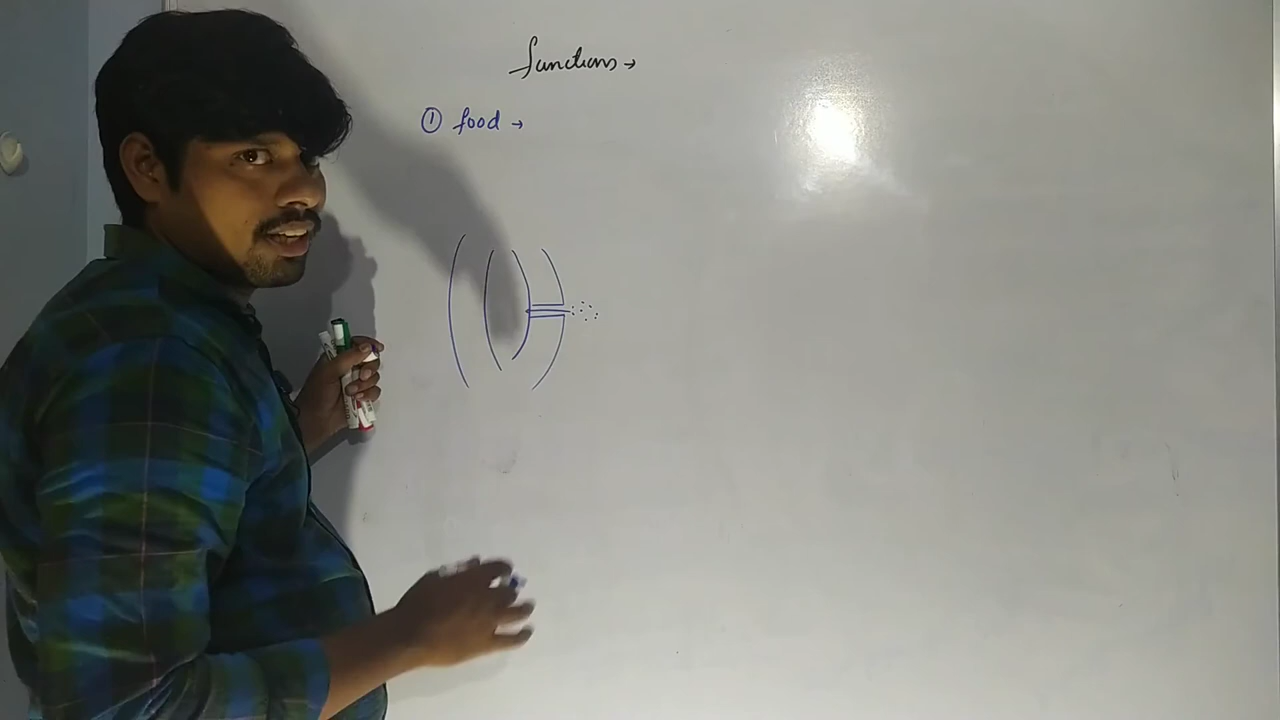 functions →
① food →